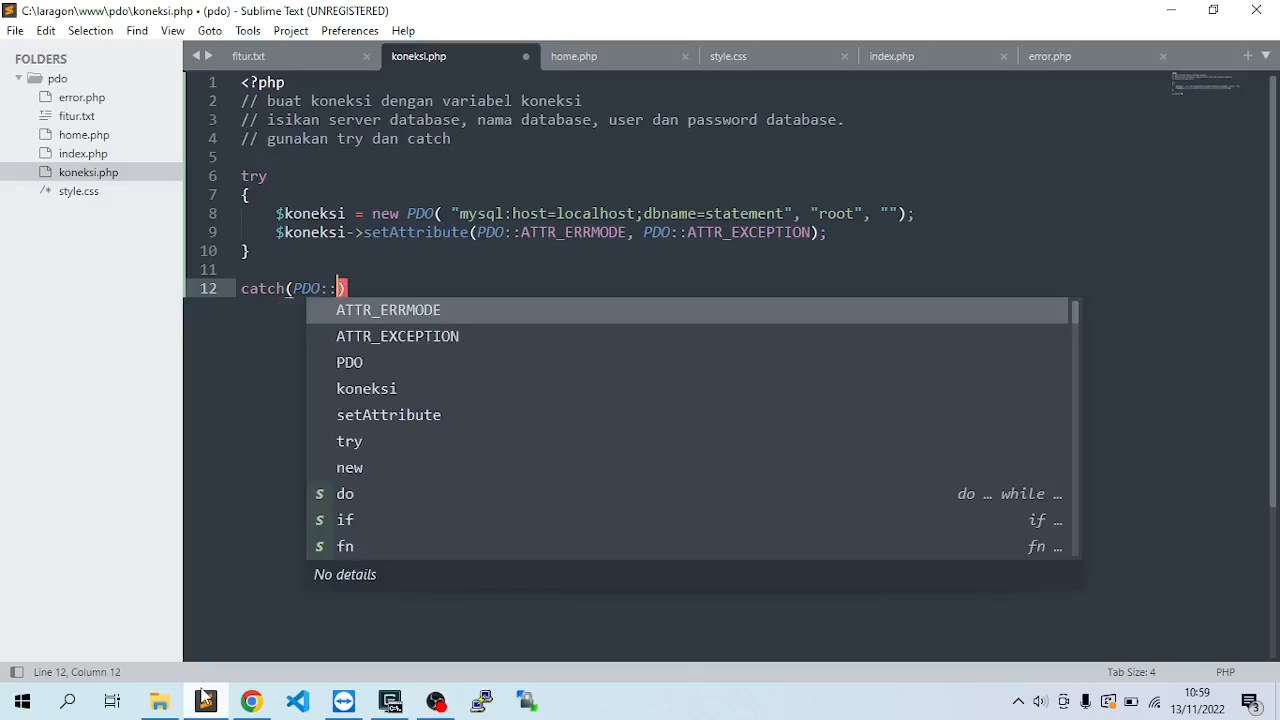 C:\laragon\www\pdo\koneksi.php • (pdo) - Sublime Text (UNREGISTERED)
File Edit Selection Find View Goto Tools Project Preferences Help
FOLDERS
pdo
error.php
fitur.txt
home.php
index.php
koneksi.php
/* style.css
fitur.txt koneksi.php home.php style.css index.php error.php
1 <?php
2 // buat koneksi dengan variabel koneksi
3 // isikan server database, nama database, user dan password database.
4 // gunakan try dan catch
5
6 try
7 {
8 $koneksi = new PDO( "mysql:host=localhost;dbname=statement", "root", "");
9 $koneksi->setAttribute(PDO::ATTR_ERRMODE, PDO::ATTR_EXCEPTION);
10 }
11
12 catch(PDO::)
ATTR_ERRMODE
ATTR_EXCEPTION
PDO
koneksi
setAttribute
try
new
s do do … while …
s if if …
s fn fn …
No details
Line 12, Column 12 Tab Size: 4 PHP
10:59
13/11/2022
3